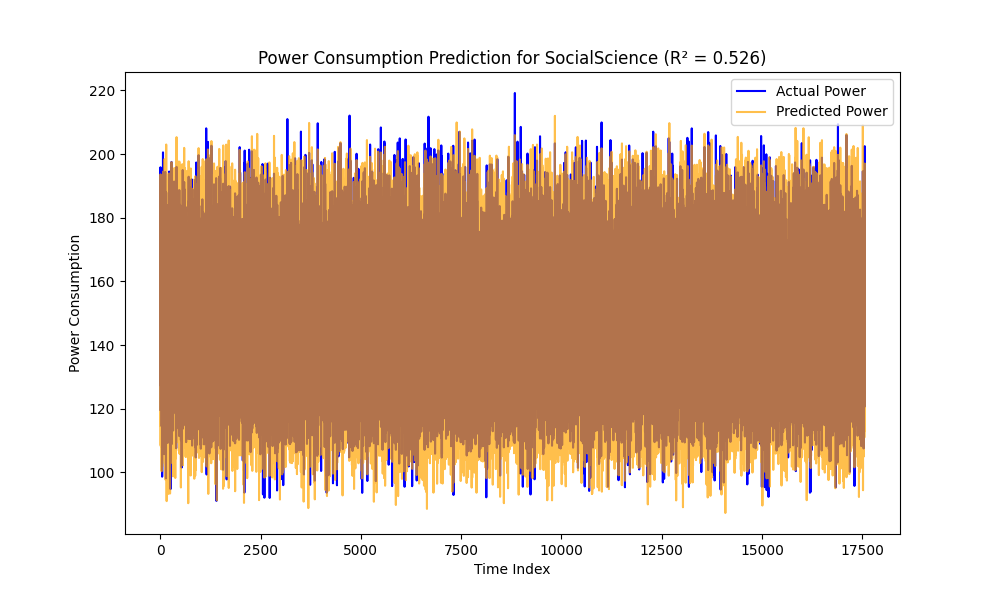 Power Consumption Prediction for SocialScience (R² = 0.526)
Actual Power
Predicted Power
Power Consumption
220
200
180
160
140
120
100
0 2500 5000 7500 10000 12500 15000 17500
Time Index